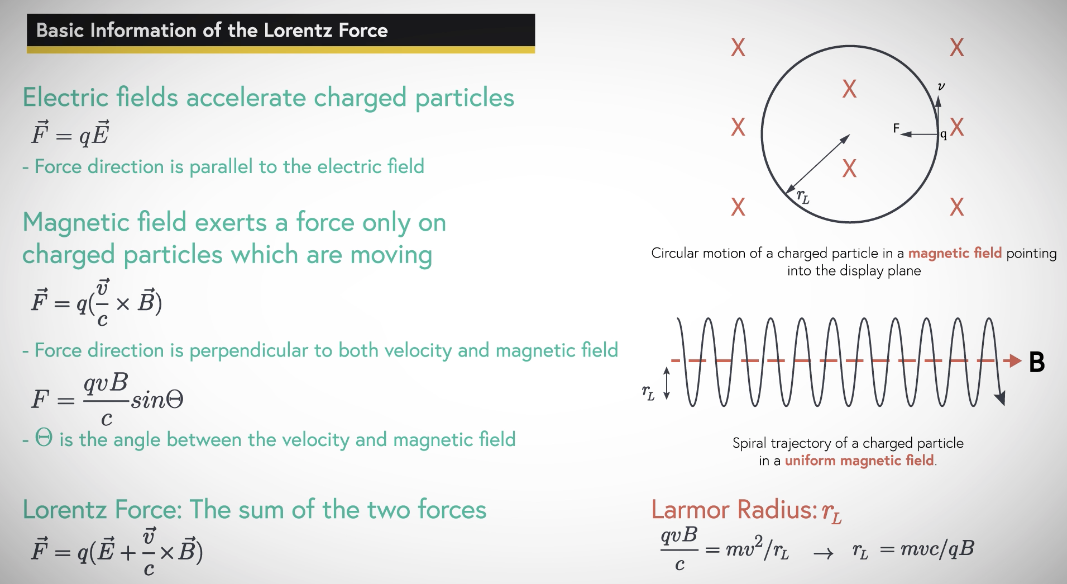 Basic Information of the Lorentz Force
Electric fields accelerate charged particles
$\vec{F} = q\vec{E}$
- Force direction is parallel to the electric field
Magnetic field exerts a force only on
charged particles which are moving
$\vec{F} = q(\frac{\vec{v}}{c} \times \vec{B})$
- Force direction is perpendicular to both velocity and magnetic field
$F = \frac{qvB}{c} sin\Theta$
- Θ is the angle between the velocity and magnetic field
Lorentz Force: The sum of the two forces
$\vec{F} = q(\vec{E} + \frac{\vec{v}}{c} \times \vec{B})$
X X
X
v
X F q X
X
r_L
X X
Circular motion of a charged particle in a magnetic field pointing
into the display plane
B
r_L
Spiral trajectory of a charged particle
in a uniform magnetic field.
Larmor Radius: r_L
$\frac{qvB}{c} = mv^2/r_L \rightarrow r_L = mvc/qB$